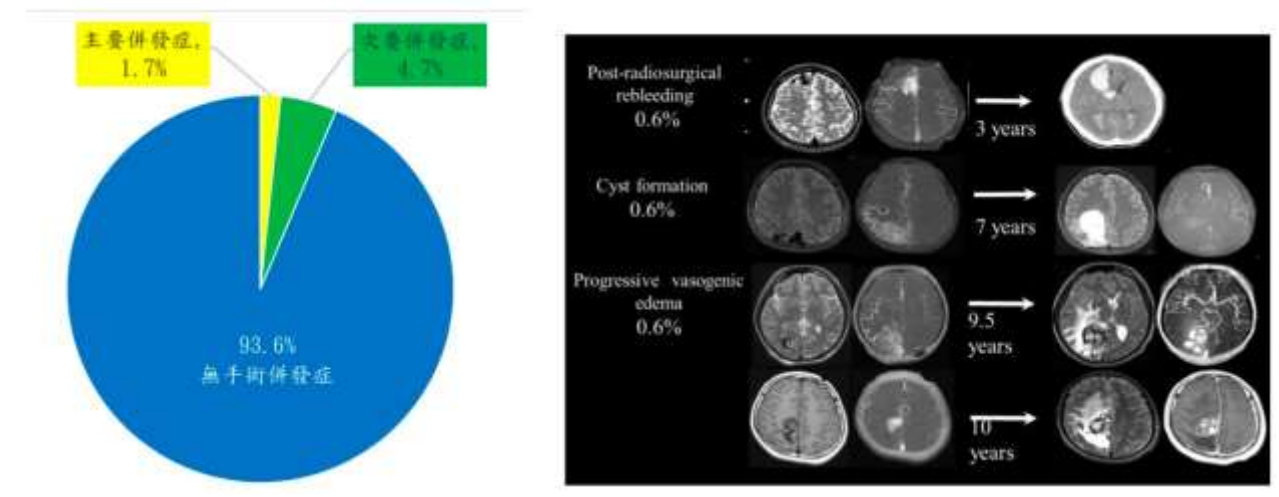 主要併發症,
1.7%
次要併發症,
4.7%
93.6%
無手術併發症
Post-radiosurgical
rebleeding
0.6%
3 years
Cyst formation
0.6%
7 years
Progressive vasogenic
edema
0.6%
9.5
years
10
years